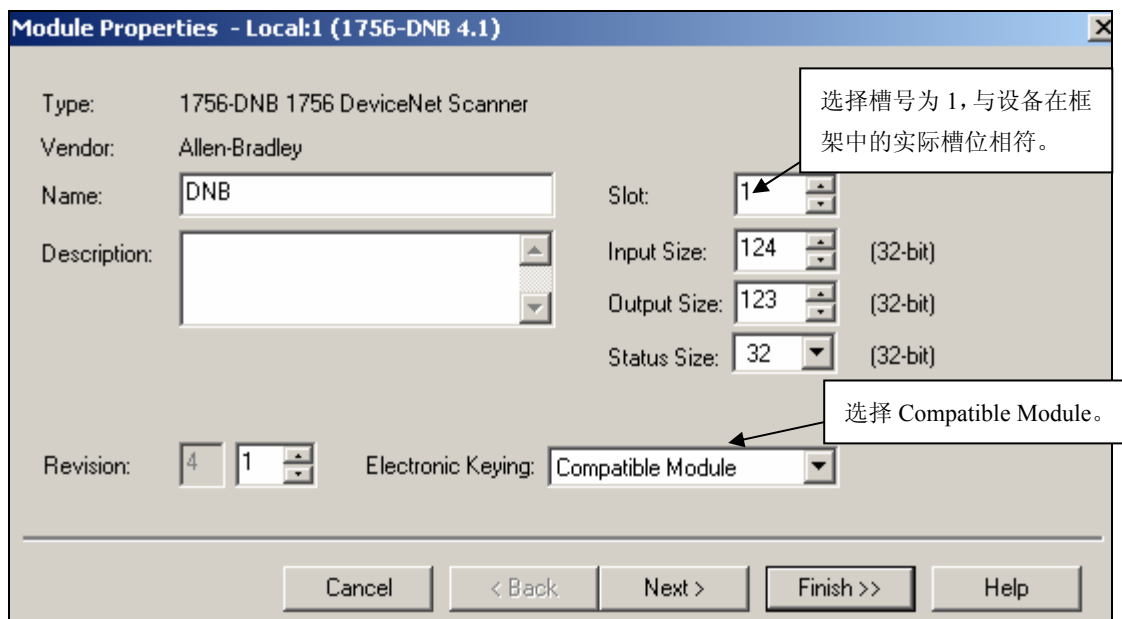 Module Properties - Local:1 (1756-DNB 4.1)
Type: 1756-DNB 1756 DeviceNet Scanner
选择槽号为 1，与设备在框
架中的实际槽位相符。
Vendor: Allen-Bradley
Name: DNB
Slot: 1
Description:
Input Size: 124 (32-bit)
Output Size: 123 (32-bit)
Status Size: 32 (32-bit)
选择 Compatible Module。
Revision: 4 1 Electronic Keying: Compatible Module
Cancel < Back Next > Finish >> Help